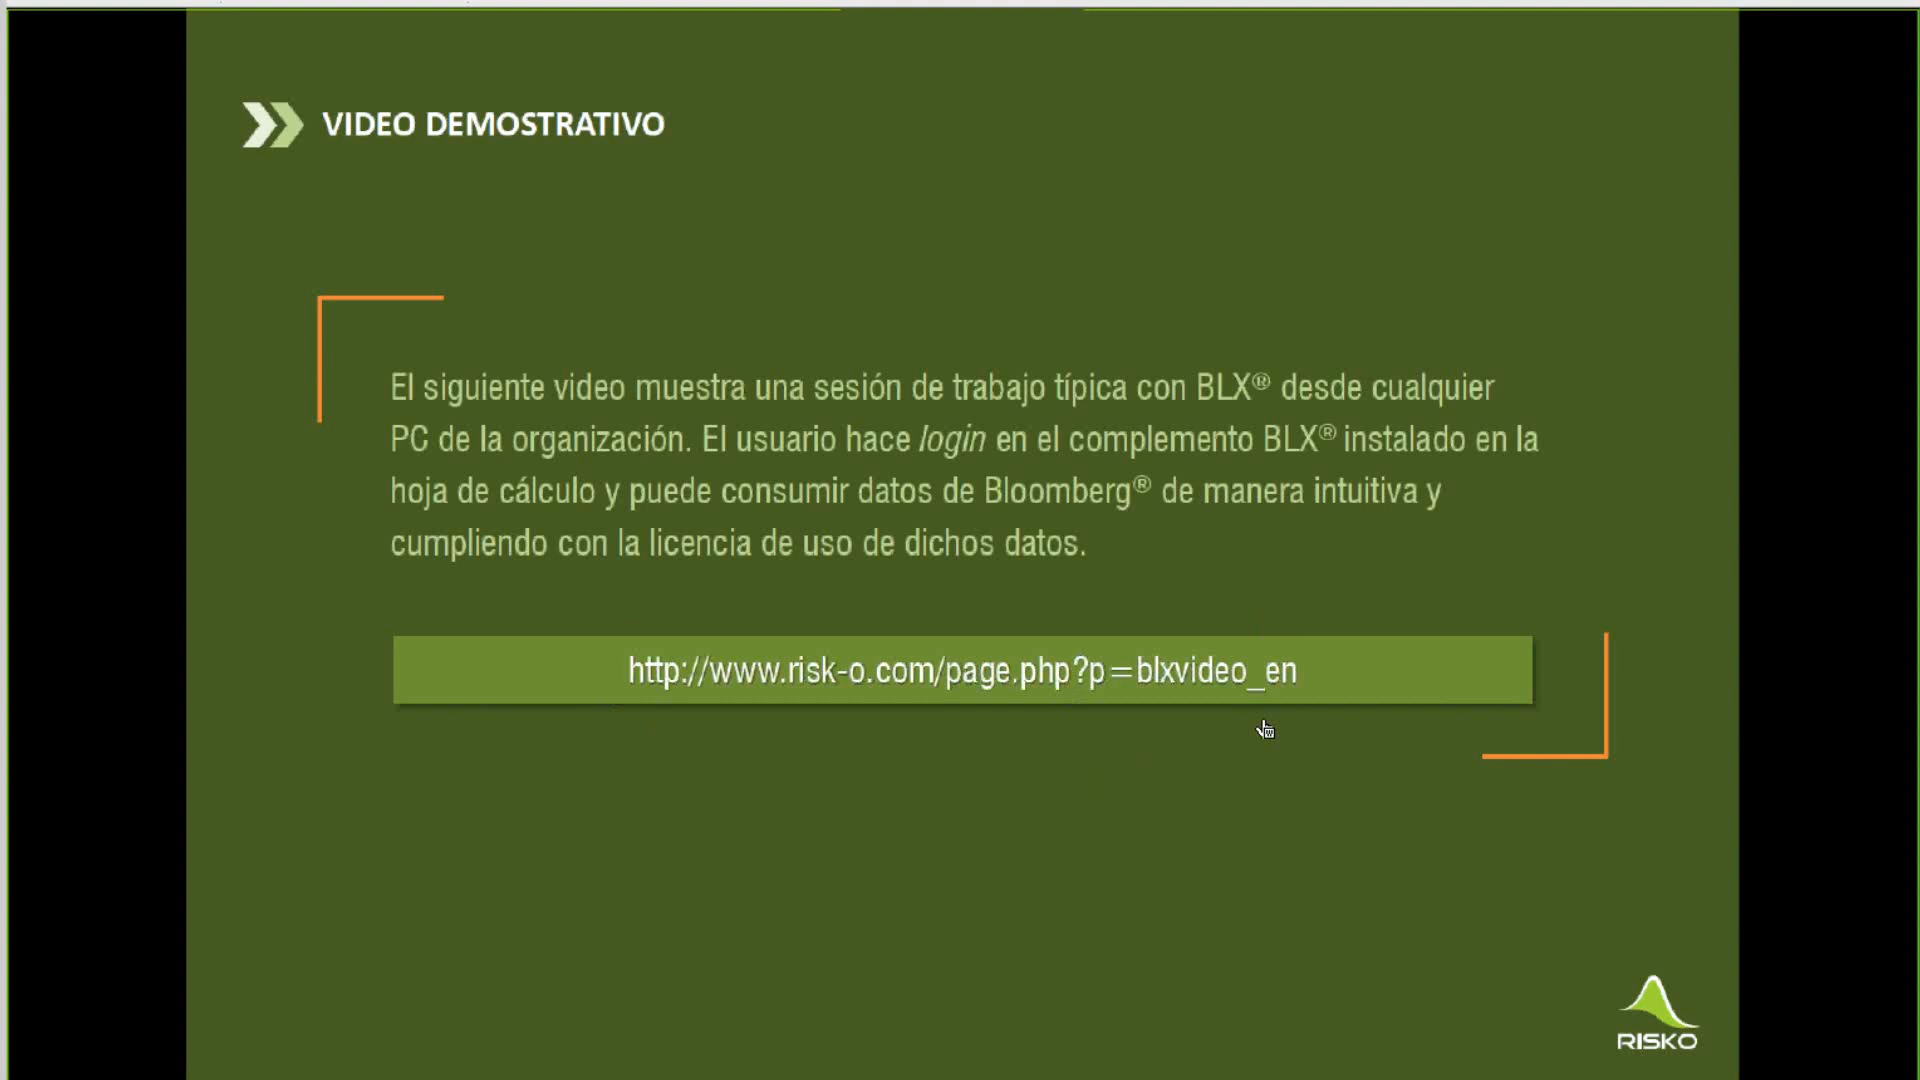 VIDEO DEMOSTRATIVO
El siguiente video muestra una sesión de trabajo típica con BLX® desde cualquier
PC de la organización. El usuario hace login en el complemento BLX® instalado en la
hoja de cálculo y puede consumir datos de Bloomberg® de manera intuitiva y
cumpliendo con la licencia de uso de dichos datos.
http://www.risk-o.com/page.php?p=blxvideo_en
RISKO